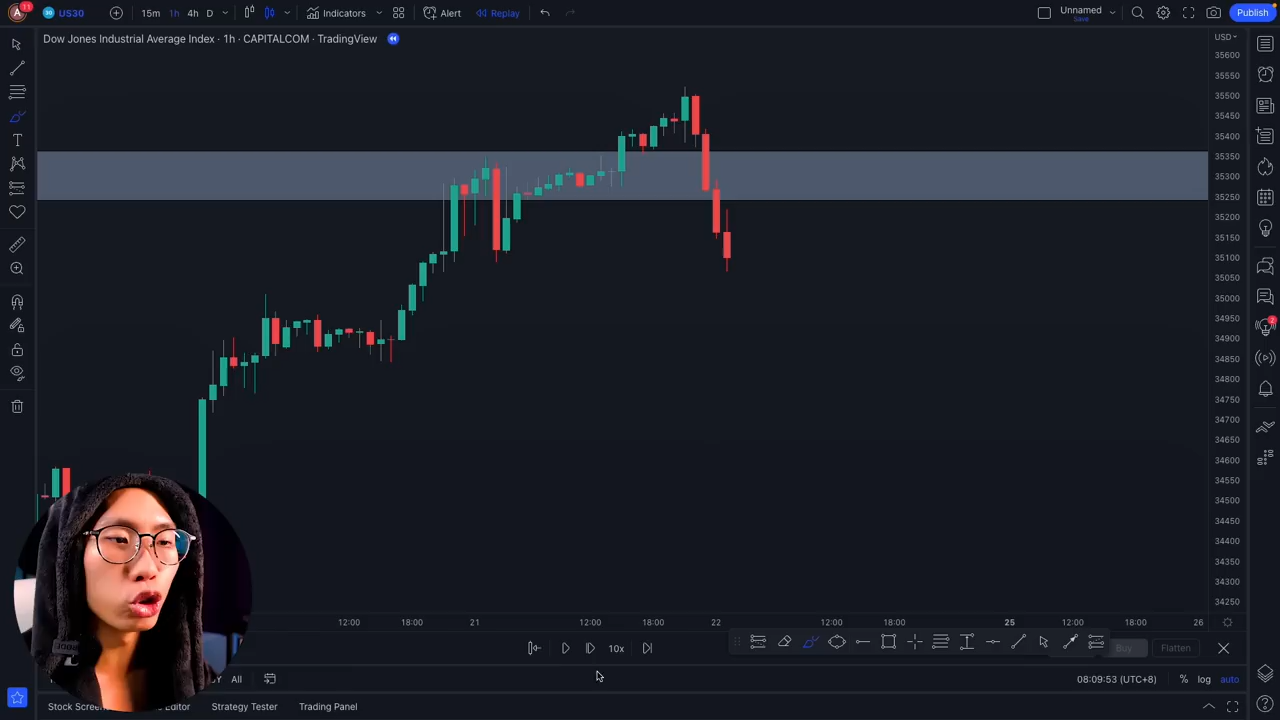 A
11
30
US30
15m
1h
4h
D
Indicators
Alert
Replay
Unnamed
Save
Publish
Dow Jones Industrial Average Index · 1h · CAPITALCOM · TradingView
USD
35600
35550
35500
35450
35400
35350
35300
35250
35200
35150
35100
35050
35000
34950
34900
34850
34800
34750
34700
34650
34600
34550
34500
34450
34400
34350
34300
34250
2
12:00
18:00
21
12:00
18:00
22
12:00
18:00
25
12:00
18:00
26
10x
Buy
Flatten
All
08:09:53 (UTC+8)
%
log
auto
Stock Screen
Editor
Strategy Tester
Trading Panel